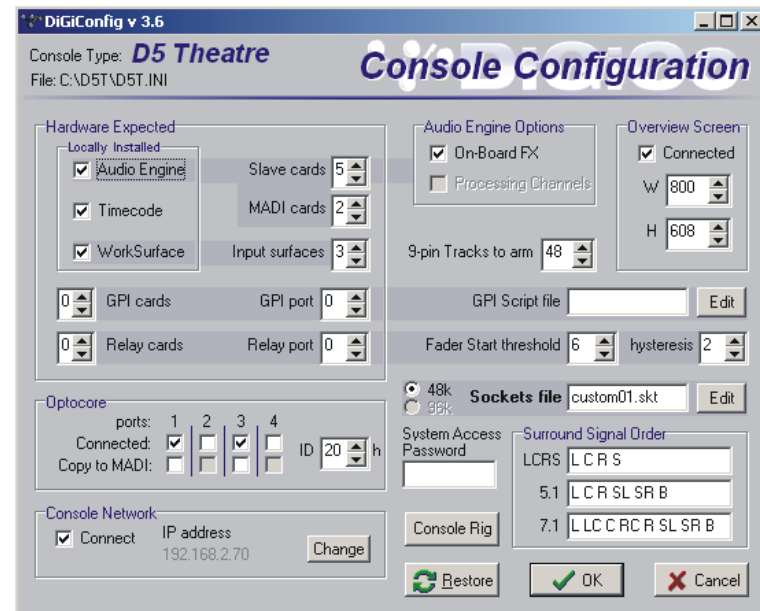 DiGiConfig v 3.6
Console Type: D5 Theatre
File: C:\D5T\D5T.INI
DiGiCo
Console Configuration
Hardware Expected
Locally Installed
Audio Engine
Slave cards 5
Timecode
MADI cards 2
WorkSurface
Input surfaces 3
0 GPI cards
GPI port 0
0 Relay cards
Relay port 0
Audio Engine Options
On-Board FX
Processing Channels
Overview Screen
Connected
W 800
H 608
9-pin Tracks to arm 48
GPI Script file
Edit
Fader Start threshold 6
hysteresis 2
48k
96k
Sockets file custom01.skt
Edit
Optocore
ports: 1 2 3 4
Connected:
Copy to MADI:
ID 20 h
System Access
Password
Surround Signal Order
LCRS L C R S
5.1 L C R SL SR B
7.1 L LC C RC R SL SR B
Console Network
Connect
IP address
192.168.2.70
Change
Console Rig
Restore
OK
Cancel